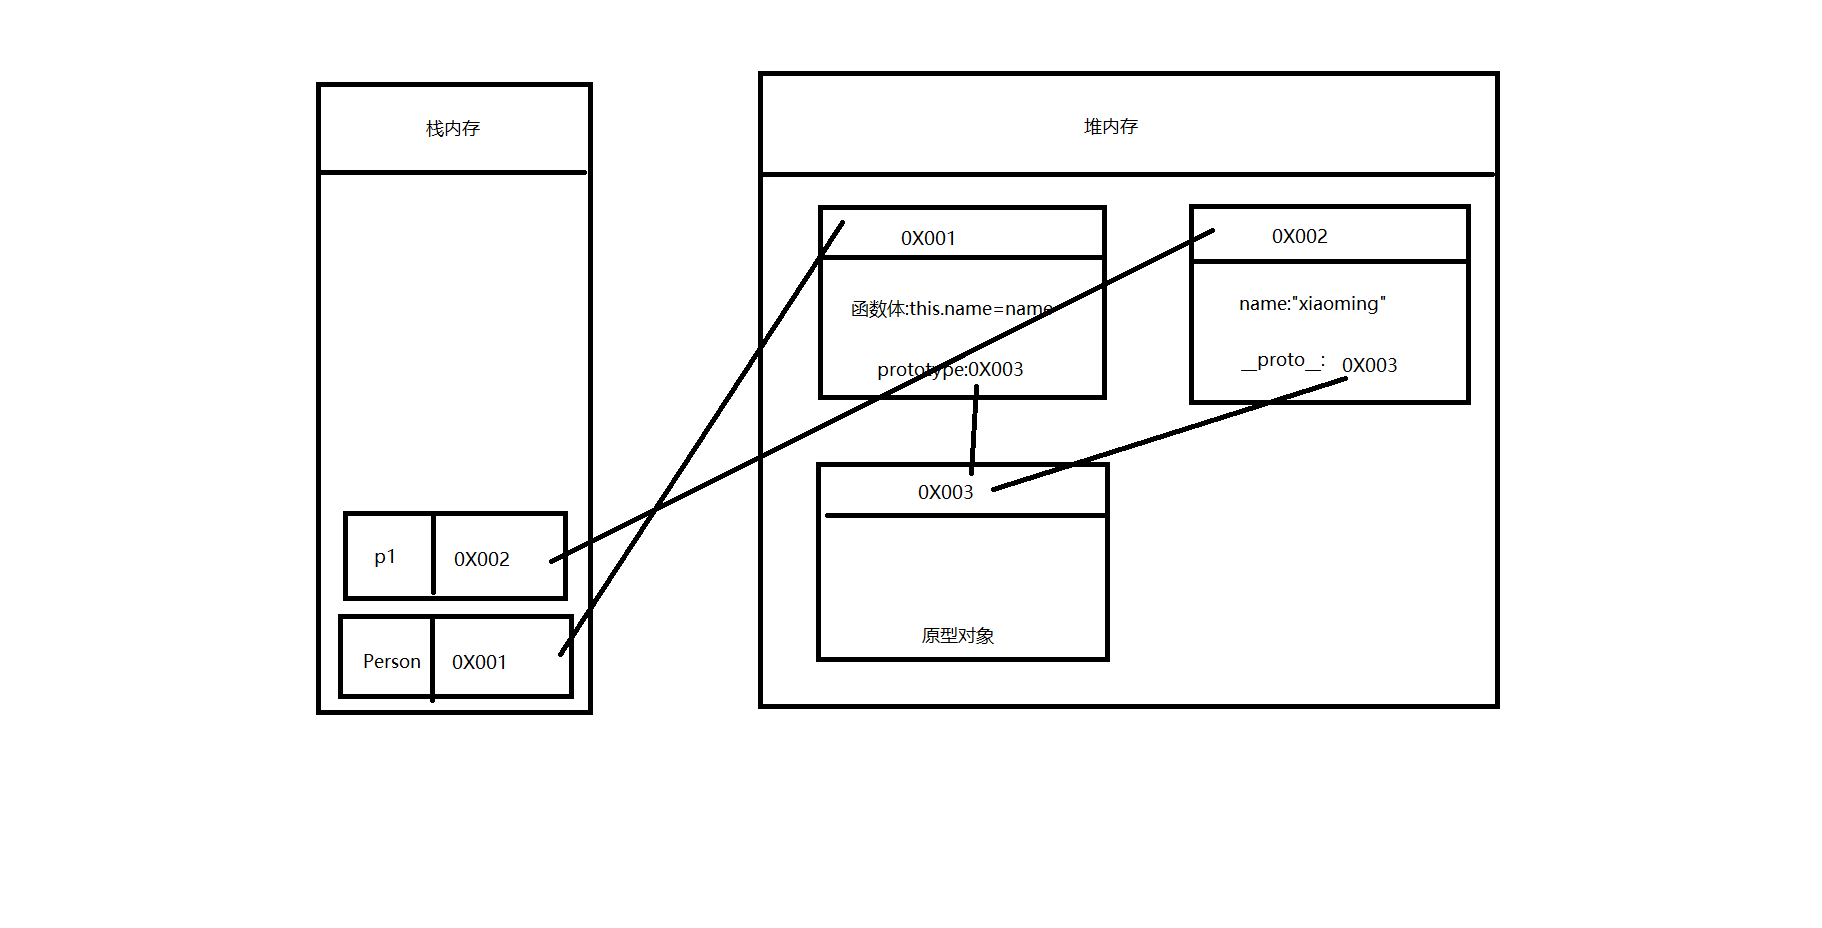 栈内存
堆内存
0X001
0X002
函数体:this.name=name
name:"xiaoming"
prototype:0X003
__proto__: 0X003
0X003
原型对象
p1 0X002
Person 0X001